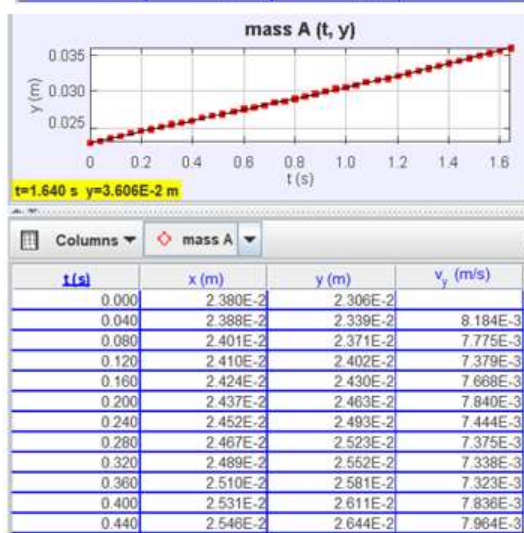 mass A (t, y)
0.035
0.030
0.025
y (m)
0 0.2 0.4 0.6 0.8 1.0 1.2 1.4 1.6
t (s)
t=1.640 s y=3.606E-2 m
Columns mass A
t (s) x (m) y (m) v_y (m/s)
0.000 2.380E-2 2.306E-2
0.040 2.388E-2 2.339E-2 8.184E-3
0.080 2.401E-2 2.371E-2 7.775E-3
0.120 2.410E-2 2.402E-2 7.379E-3
0.160 2.424E-2 2.430E-2 7.668E-3
0.200 2.437E-2 2.463E-2 7.840E-3
0.240 2.452E-2 2.493E-2 7.444E-3
0.280 2.467E-2 2.523E-2 7.375E-3
0.320 2.489E-2 2.552E-2 7.338E-3
0.360 2.510E-2 2.581E-2 7.323E-3
0.400 2.531E-2 2.611E-2 7.836E-3
0.440 2.546E-2 2.644E-2 7.964E-3